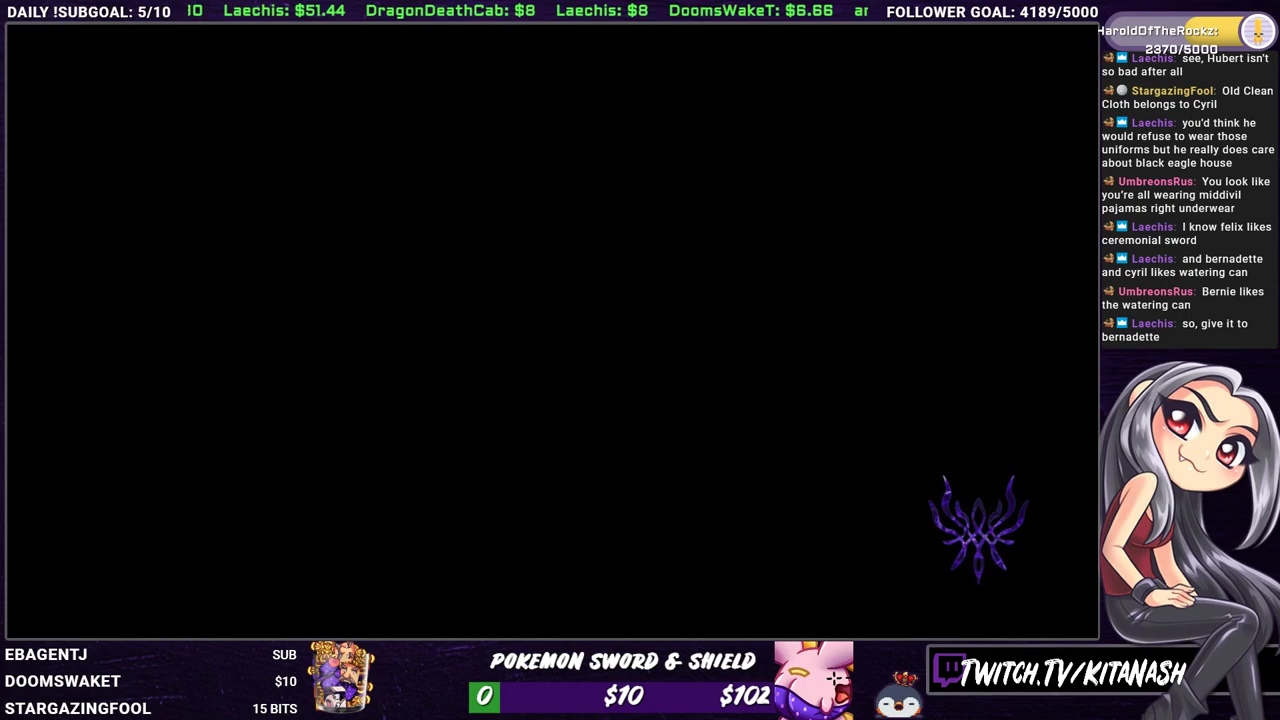 DAILY !SUBGOAL: 5/10
Laechis: $51.44 DragonDeathCab: $8 Laechis: $8 DoomsWakeT: $6.66
FOLLOWER GOAL: 4189/5000
HaroldOfTheRockz:
2370/5000
Laechis: see, Hubert isn't
so bad after all
StargazingFool: Old Clean
Cloth belongs to Cyril
Laechis: you'd think he
would refuse to wear those
uniforms but he really does care
about black eagle house
UmbreonsRus: You look like
you're all wearing middivil
pajamas right underwear
Laechis: I know felix likes
ceremonial sword
Laechis: and bernadette
and cyril likes watering can
UmbreonsRus: Bernie likes
the watering can
Laechis: so, give it to
bernadette
EBAGENTJ SUB
DOOMSWAKET $10
STARGAZINGFOOL 15 BITS
POKEMON SWORD & SHIELD
0 $10 $102
TWITCH.TV/KITANASH